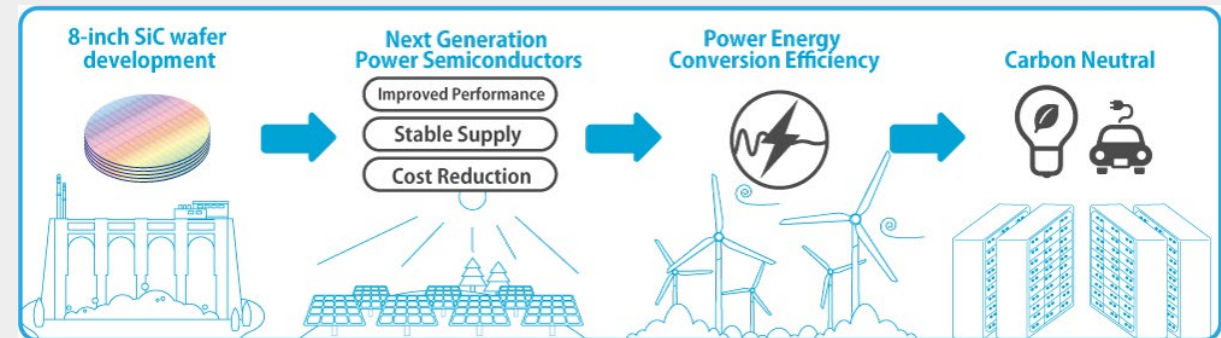 8-inch SiC wafer
development
Next Generation
Power Semiconductors
Improved Performance
Stable Supply
Cost Reduction
Power Energy
Conversion Efficiency
Carbon Neutral